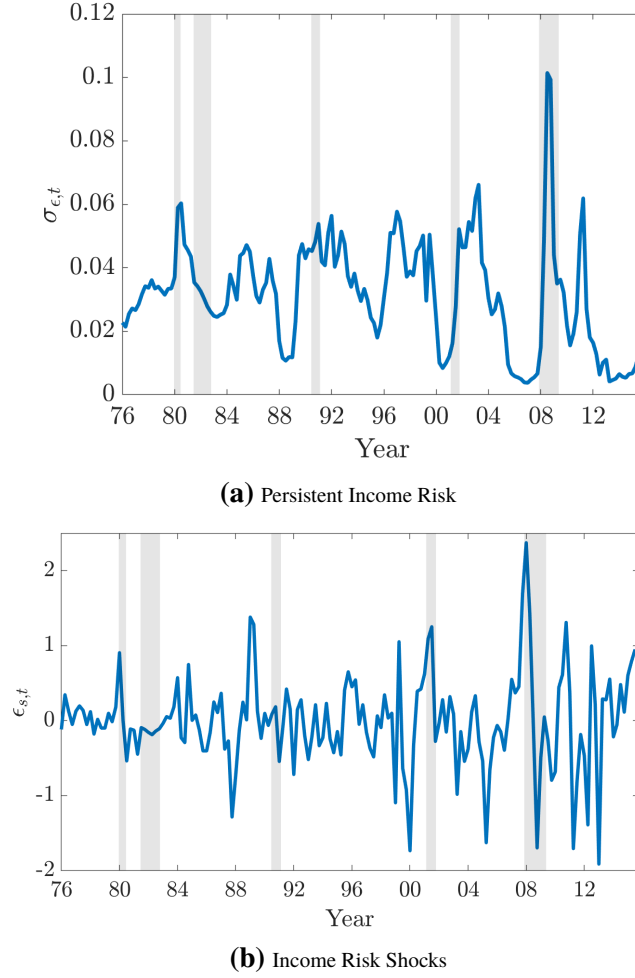 0.12
0.1
0.08
0.06
0.04
0.02
0
σϵ,t
76 80 84 88 92 96 00 04 08 12
Year
(a) Persistent Income Risk
2
1
0
-1
-2
ϵs,t
76 80 84 88 92 96 00 04 08 12
Year
(b) Income Risk Shocks